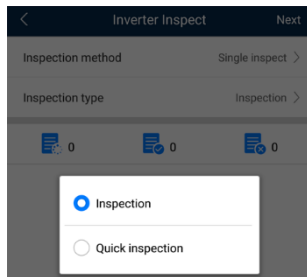 Inverter Inspect Next
Inspection method Single inspect
Inspection type Inspection
0 0 0
Inspection
Quick inspection